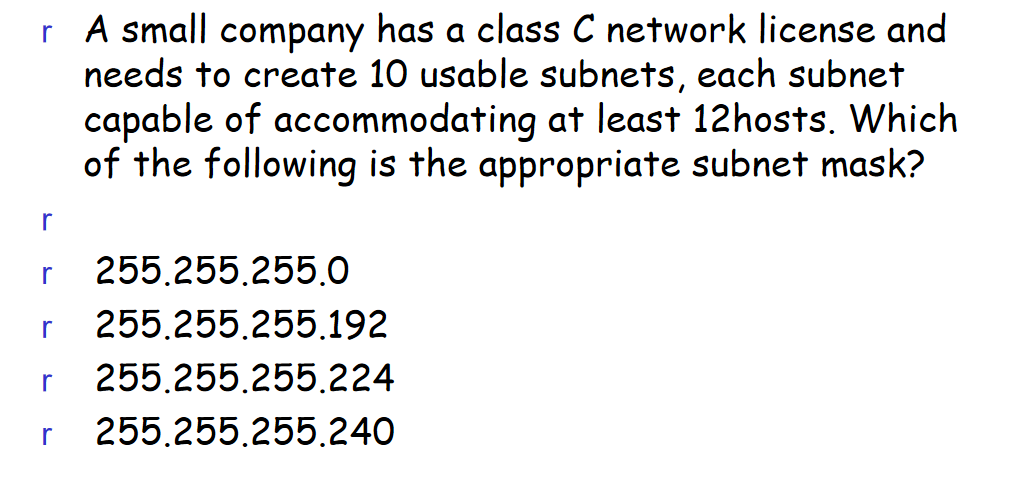 r A small company has a class C network license and
needs to create 10 usable subnets, each subnet
capable of accommodating at least 12hosts. Which
of the following is the appropriate subnet mask?
r
r 255.255.255.0
r 255.255.255.192
r 255.255.255.224
r 255.255.255.240